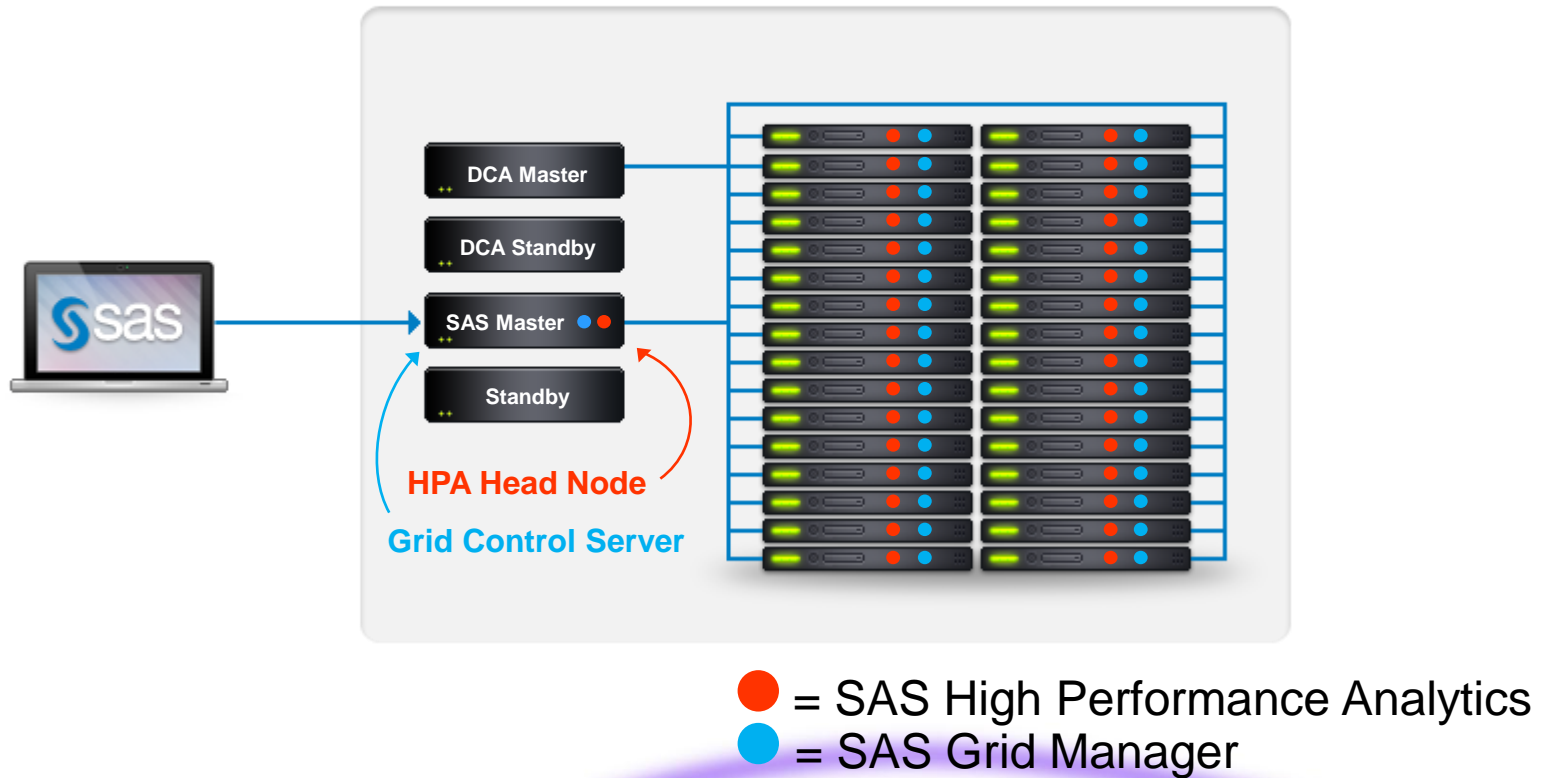 DCA Master
DCA Standby
sas
SAS Master
Standby
HPA Head Node
Grid Control Server
= SAS High Performance Analytics
= SAS Grid Manager